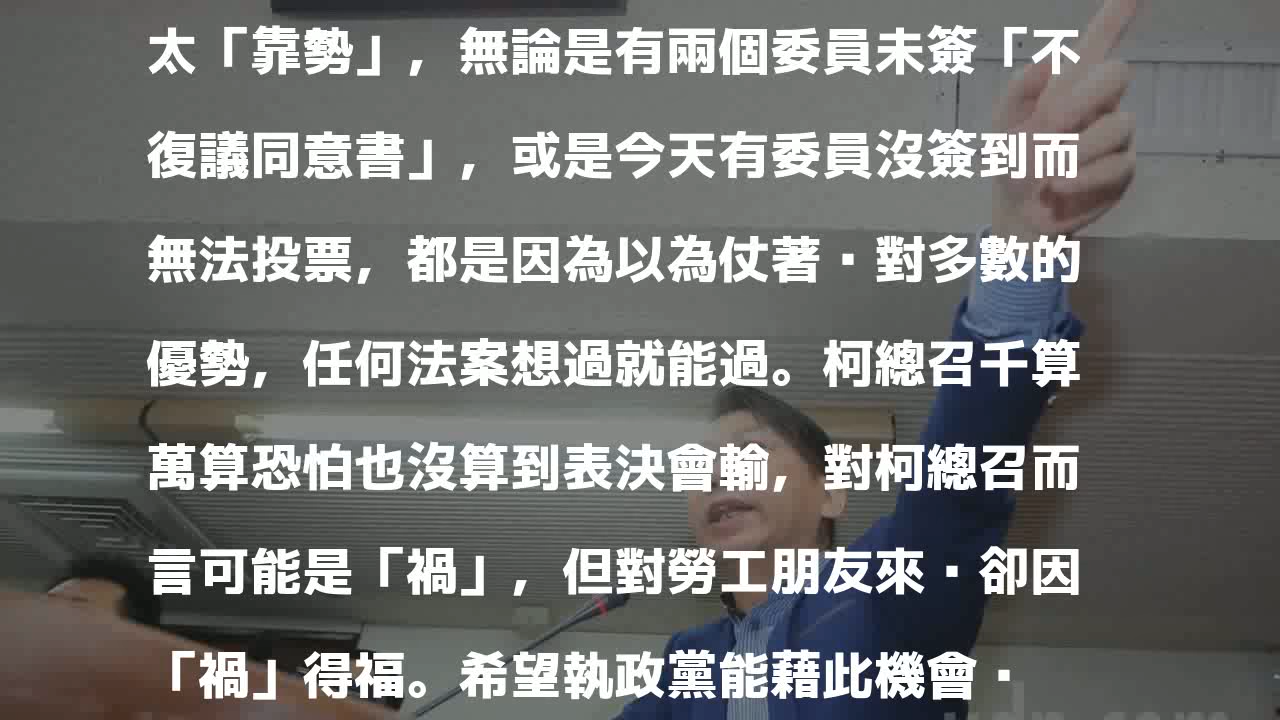 太「靠勢」，無論是有兩個委員未簽「不
復議同意書」，或是今天有委員沒簽到而
無法投票，都是因為以為仗著▪對多數的
優勢，任何法案想過就能過。柯總召千算
萬算恐怕也沒算到表決會輸，對柯總召而
言可能是「禍」，但對勞工朋友來▪卻因
「禍」得福。希望執政黨能藉此機會▪
udn.com